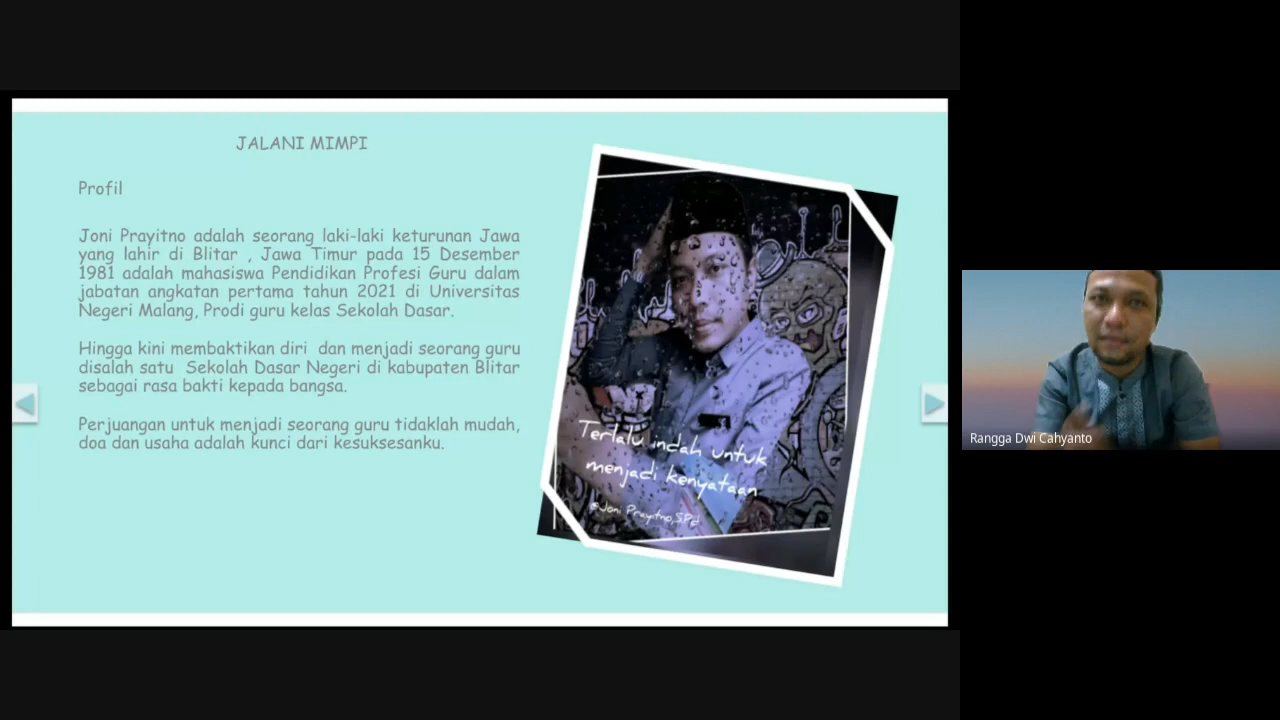 JALANI MIMPI
Profil
Joni Prayitno adalah seorang laki-laki keturunan Jawa
yang lahir di Blitar , Jawa Timur pada 15 Desember
1981 adalah mahasiswa Pendidikan Profesi Guru dalam
jabatan angkatan pertama tahun 2021 di Universitas
Negeri Malang, Prodi guru kelas Sekolah Dasar.
Hingga kini membaktikan diri  dan menjadi seorang guru
disalah satu  Sekolah Dasar Negeri di kabupaten Blitar
sebagai rasa bakti kepada bangsa.
Perjuangan untuk menjadi seorang guru tidaklah mudah,
doa dan usaha adalah kunci dari kesuksesanku.
Terlalu indah untuk
menjadi kenyataan
@Joni Prayitno,S.Pd
Rangga Dwi Cahyanto